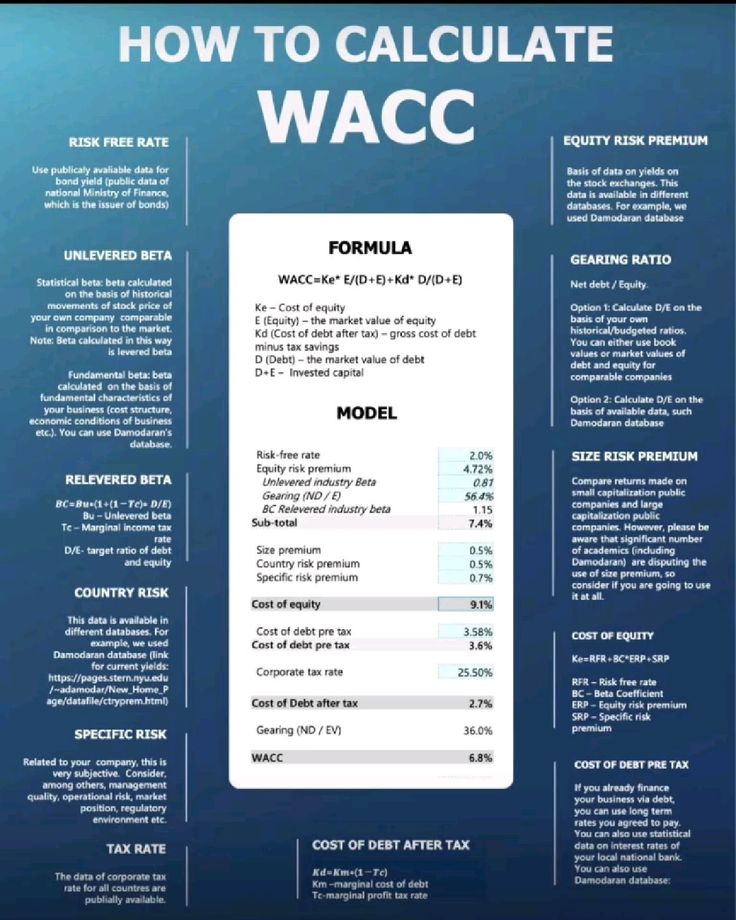 HOW TO CALCULATE
WACC
RISK FREE RATE
Use publicaly avaliable data for
bond yield (public data of
national Ministry of Finance,
which is the issuer of bonds)
UNLEVERED BETA
Statistical beta: beta calculated
on the basis of historical
movements of stock price of
your own company comparable
in comparison to the market.
Note: Beta calculated in this way
is levered beta
Fundamental beta: beta
calculated on the basis of
fundamental characteristics of
your business (cost structure,
economic conditions of business
etc.). You can use Damodaran's
database.
RELEVERED BETA
BC=Bu*(1+(1−Tc)* D/E)
Bu – Unlevered beta
Tc – Marginal income tax
rate
D/E- target ratio of debt
and equity
COUNTRY RISK
This data is available in
different databases. For
example, we used
Damodaran database (link
for current yields:
https://pages.stern.nyu.edu
/~adamodar/New_Home_P
age/datafile/ctryprem.html)
SPECIFIC RISK
Related to your company, this is
very subjective. Consider,
among others, management
quality, operational risk, market
position, regulatory
environment etc.
TAX RATE
The data of corporate tax
rate for all countres are
publially available.
FORMULA
WACC=Ke* E/(D+E)+Kd* D/(D+E)
Ke – Cost of equity
E (Equity) – the market value of equity
Kd (Cost of debt after tax) – gross cost of debt
minus tax savings
D (Debt) – the market value of debt
D+E – Invested capital
MODEL
Risk-free rate 2.0%
Equity risk premium 4.72%
Unlevered industry Beta 0.81
Gearing (ND / E) 56.4%
BC Relevered industry beta 1.15
Sub-total 7.4%
Size premium 0.5%
Country risk premium 0.5%
Specific risk premium 0.7%
Cost of equity 9.1%
Cost of debt pre tax 3.58%
Cost of debt pre tax 3.6%
Corporate tax rate 25.50%
Cost of Debt after tax 2.7%
Gearing (ND / EV) 36.0%
WACC 6.8%
COST OF DEBT AFTER TAX
Kd=Km*(1−Tc)
Km –marginal cost of debt
Tc-marginal profit tax rate
EQUITY RISK PREMIUM
Basis of data on yields on
the stock exchanges. This
data is available in different
databases. For example, we
used Damodaran database
GEARING RATIO
Net debt / Equity.
Option 1: Calculate D/E on the
basis of your own
historical/budgeted ratios.
You can either use book
values or market values of
debt and equity for
comparable companies
Option 2: Calculate D/E on the
basis of available data, such
Damodaran database
SIZE RISK PREMIUM
Compare returns made on
small capitalization public
companies and large
capitalization public
companies. However, please be
aware that significant number
of academics (including
Damodaran) are disputing the
use of size premium, so
consider if you are going to use
it at all.
COST OF EQUITY
Ke=RFR+BC*ERP+SRP
RFR – Risk free rate
BC – Beta Coefficient
ERP – Equity risk premium
SRP – Specific risk
premium
COST OF DEBT PRE TAX
If you already finance
your business via debt,
you can use long term
rates you agreed to pay.
You can also use statistical
data on interest rates of
your local national bank.
You can also use
Damodaran database: